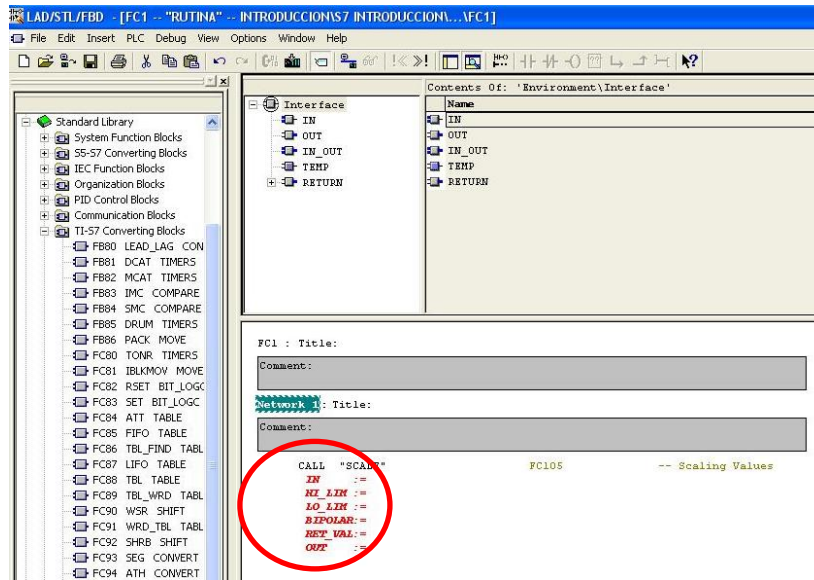 LAD/STL/FBD - [FC1 -- "RUTINA" -- INTRODUCCION\S7 INTRODUCCION\...\FC1]
File Edit Insert PLC Debug View Options Window Help
Standard Library
System Function Blocks
S5-S7 Converting Blocks
IEC Function Blocks
Organization Blocks
PID Control Blocks
Communication Blocks
TI-S7 Converting Blocks
FB80 LEAD_LAG CON
FB81 DCAT TIMERS
FB82 MCAT TIMERS
FB83 IMC COMPARE
FB84 SMC COMPARE
FB85 DRUM TIMERS
FB86 PACK MOVE
FC80 TONR TIMERS
FC81 IBLKMOV MOVE
FC82 RSET BIT_LOGC
FC83 SET BIT_LOGC
FC84 ATT TABLE
FC85 FIFO TABLE
FC86 TBL_FIND TABL
FC87 LIFO TABLE
FC88 TBL TABLE
FC89 TBL_WRD TABL
FC90 WSR SHIFT
FC91 WRD_TBL TABL
FC92 SHRB SHIFT
FC93 SEG CONVERT
FC94 ATH CONVERT
Interface
IN
OUT
IN_OUT
TEMP
RETURN
Contents Of: 'Environment\Interface'
Name
IN
OUT
IN_OUT
TEMP
RETURN
FC1 : Title:
Comment:
Network 1: Title:
Comment:
CALL "SCALE" FC105 -- Scaling Values
IN :=
HI_LIM :=
LO_LIM :=
BIPOLAR:=
RET_VAL:=
OUT :=